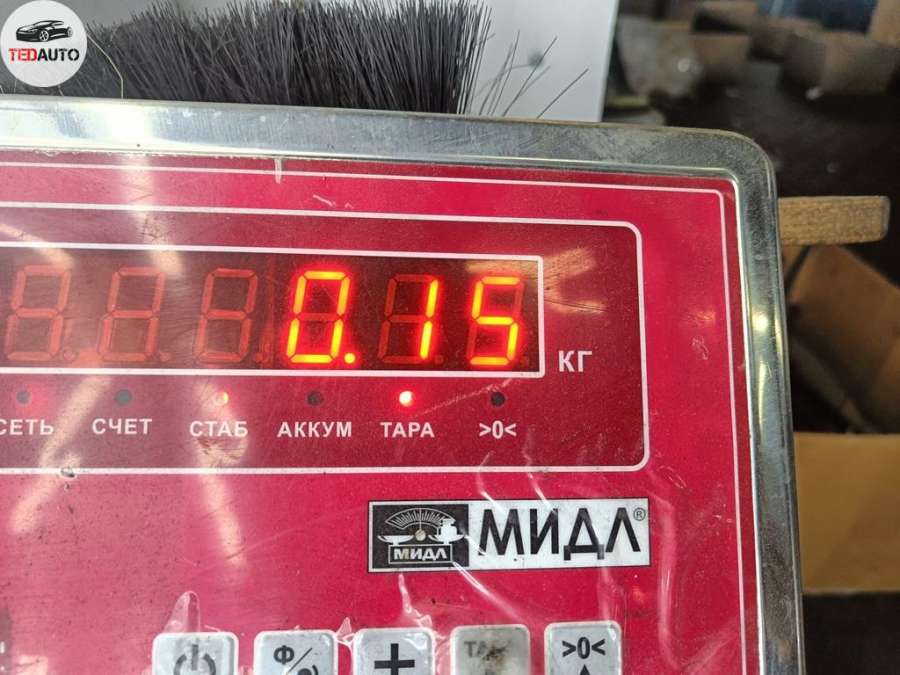 TEDAUTO
0.15
КГ
СЕТЬ СЧЕТ СТАБ АККУМ ТАРА >0<
МИДЛ МИДЛ®
Ф/ + >0<